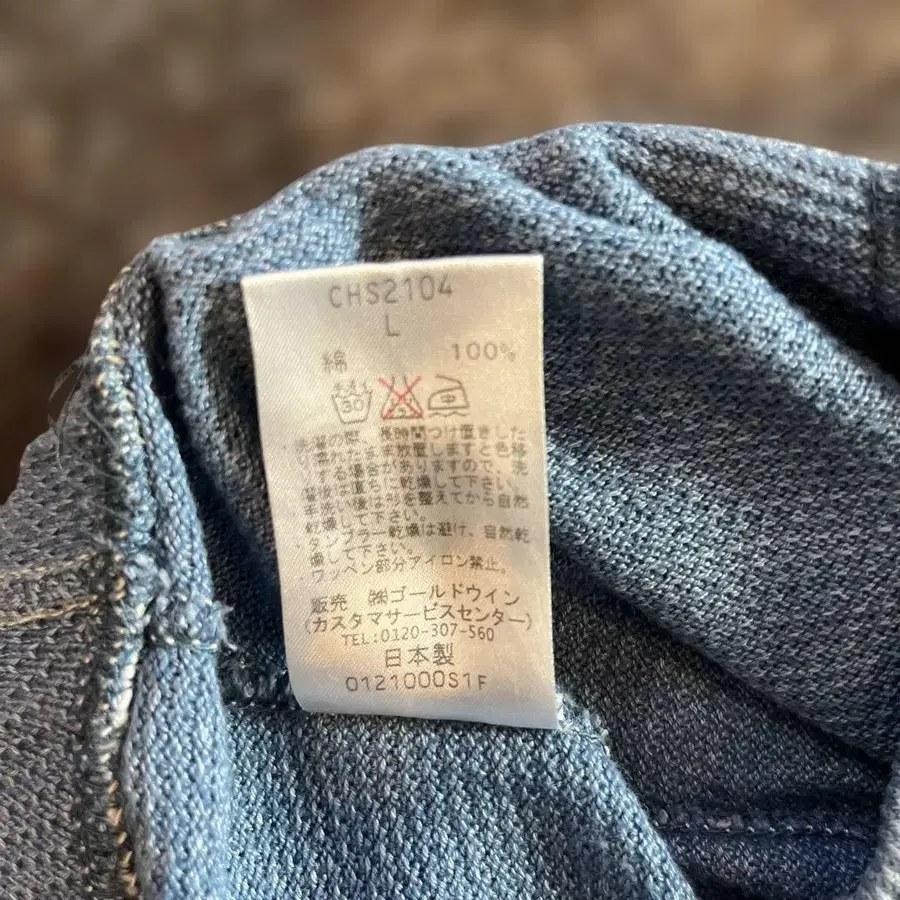 CHS2104
L
綿 100%
30
・洗濯の際、長時間つけ置きした
り濡れたまま放置しますと色移
りする場合がありますので、洗
濯後は直ちに乾燥して下さい。
・手洗い後は形を整えてから自然
乾燥して下さい。
・タンブラー乾燥は避け、自然乾
燥して下さい。
・ワッペン部分アイロン禁止。
販売 ㈱ゴールドウイン
(カスタマサービスセンター)
TEL:0120-307-560
日本製
0121000S1F